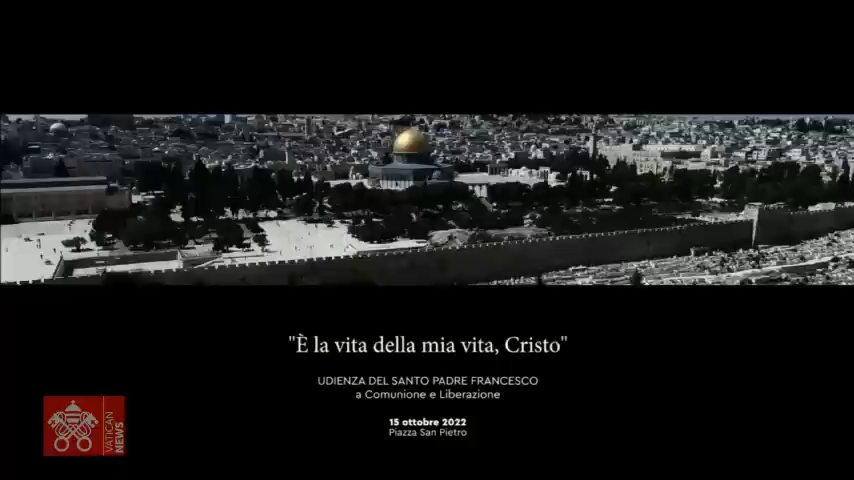 "È la vita della mia vita, Cristo"
UDIENZA DEL SANTO PADRE FRANCESCO
a Comunione e Liberazione
15 ottobre 2022
Piazza San Pietro
VATICAN
NEWS